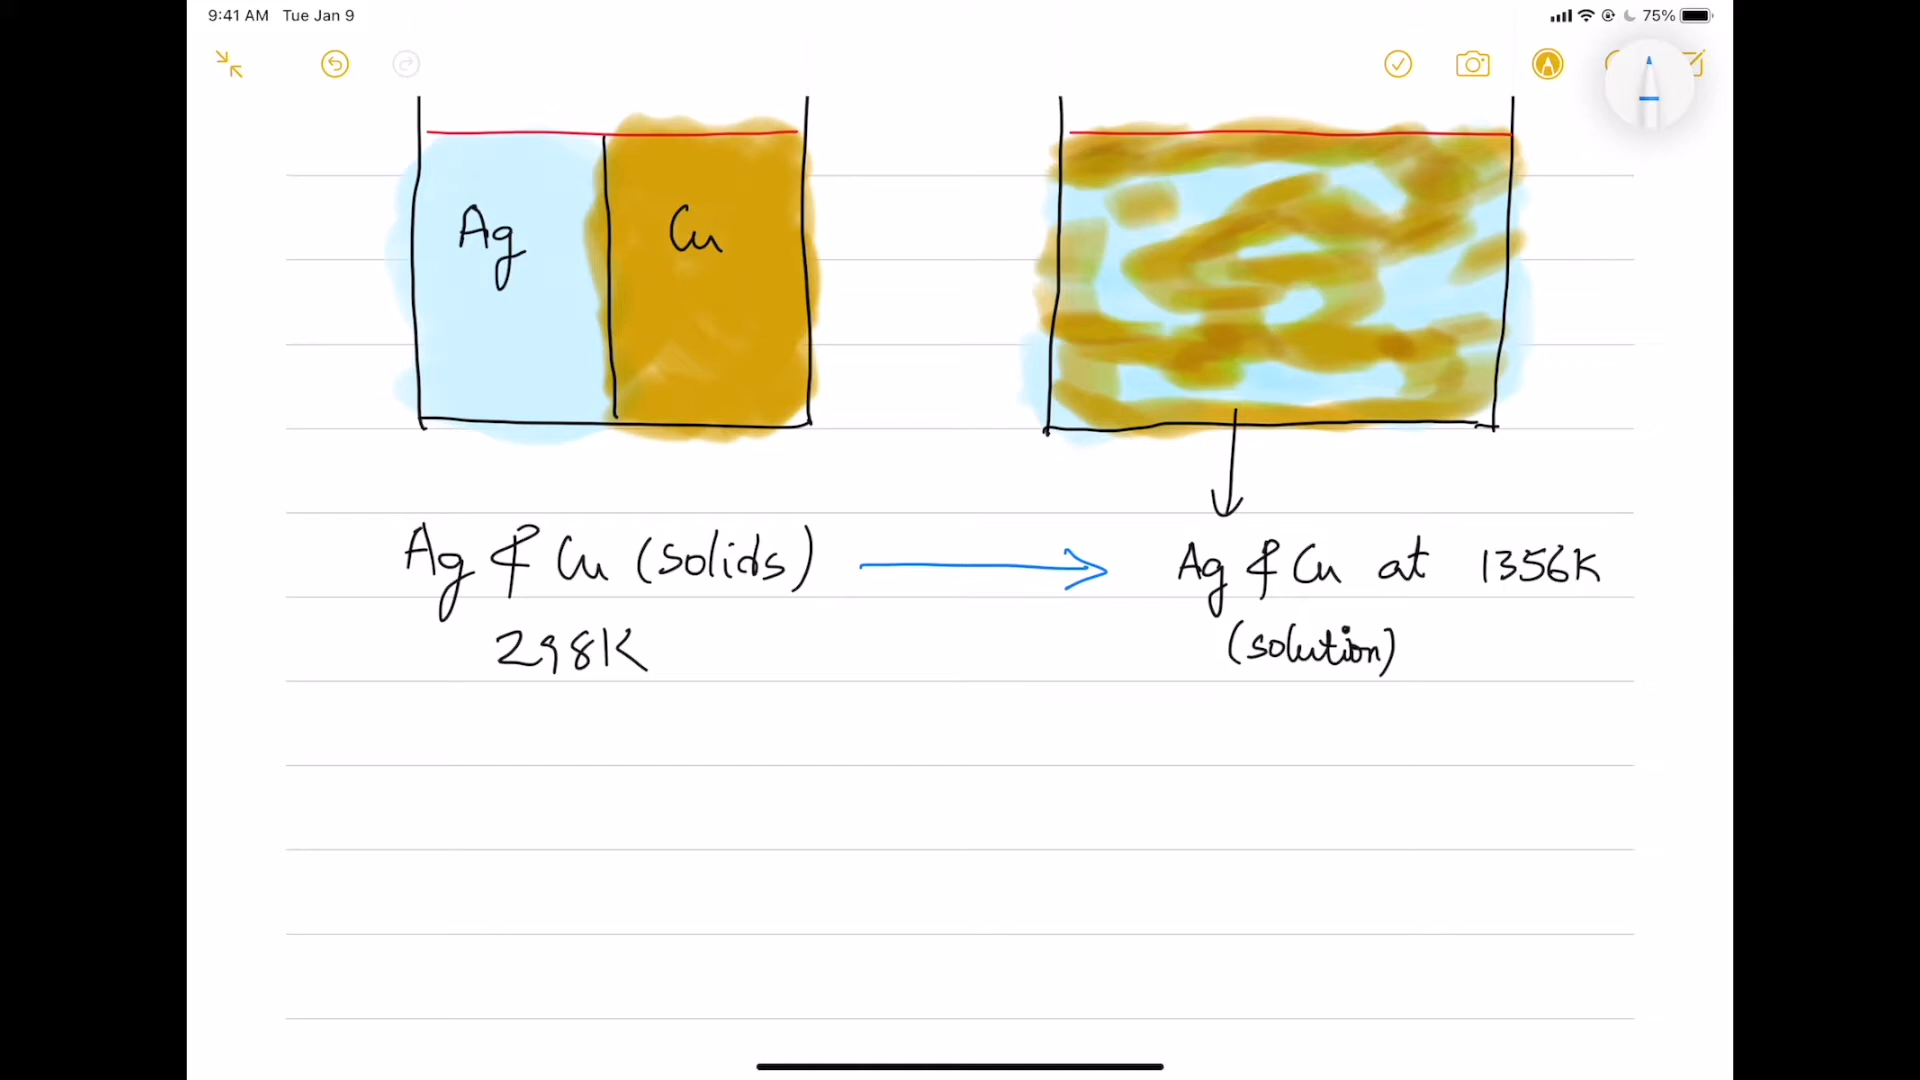 9:41 AM Tue Jan 9 75%
Ag Cu
Ag & Cu (solids) Ag & Cu at 1356K
298K (solution)